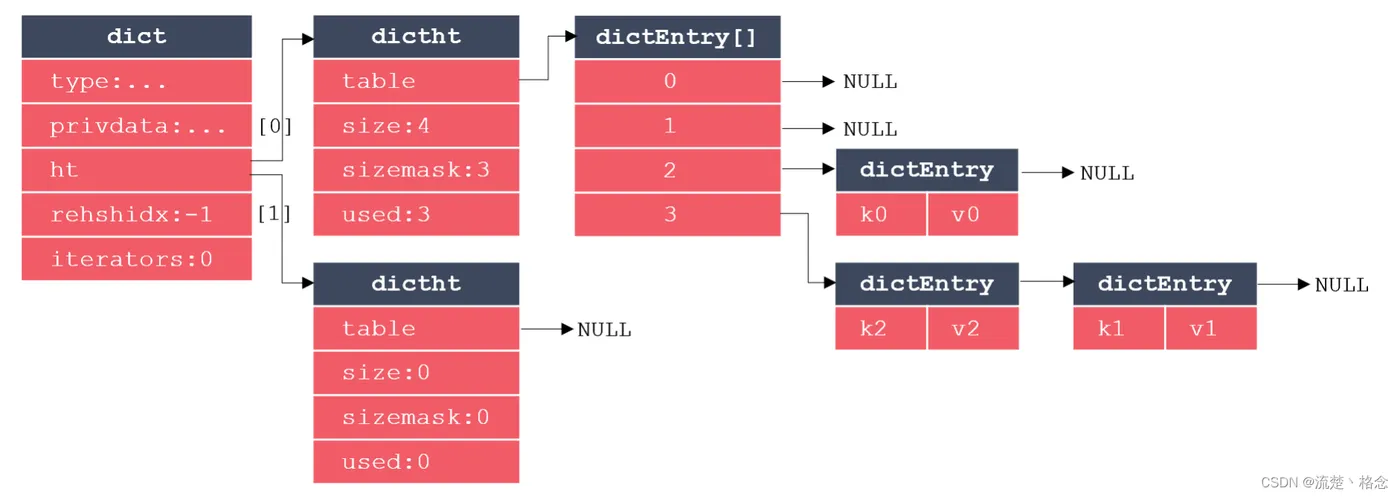 dict
type:...
privdata:...
ht
rehshidx:-1
iterators:0
[0]
[1]
dictht
table
size:4
sizemask:3
used:3
dictht
table
size:0
sizemask:0
used:0
NULL
dictEntry[]
0
1
2
3
NULL
NULL
dictEntry
k0 v0
NULL
dictEntry
k2 v2
dictEntry
k1 v1
NULL
CSDN @流楚丶格念